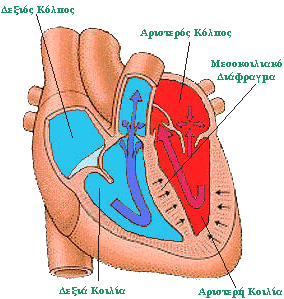 Δεξιός Κόλπος
Αριστερός Κόλπος
Μεσοκοιλιακό
Διάφραγμα
Δεξιά Κοιλία
Αριστερή Κοιλία